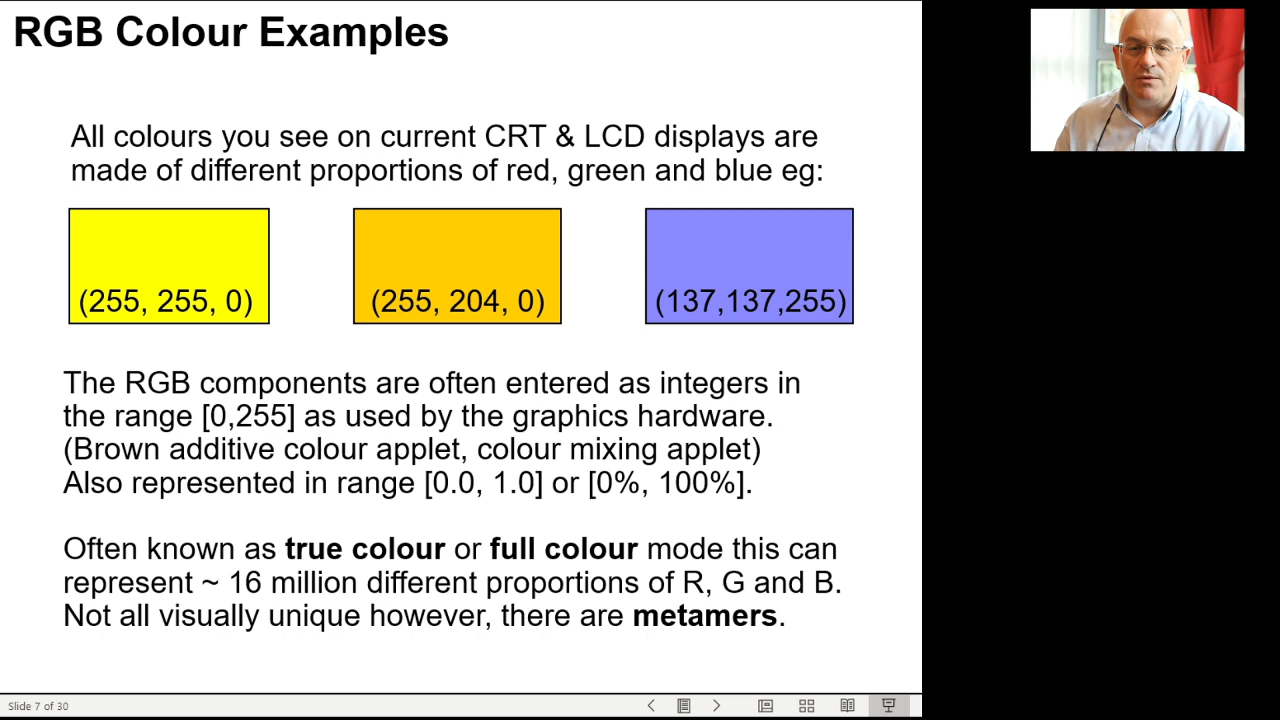 RGB Colour Examples
All colours you see on current CRT & LCD displays are
made of different proportions of red, green and blue eg:
(255, 255, 0)
(255, 204, 0)
(137,137,255)
The RGB components are often entered as integers in
the range [0,255] as used by the graphics hardware.
(Brown additive colour applet, colour mixing applet)
Also represented in range [0.0, 1.0] or [0%, 100%].
Often known as true colour or full colour mode this can
represent ~ 16 million different proportions of R, G and B.
Not all visually unique however, there are metamers.
Slide 7 of 30